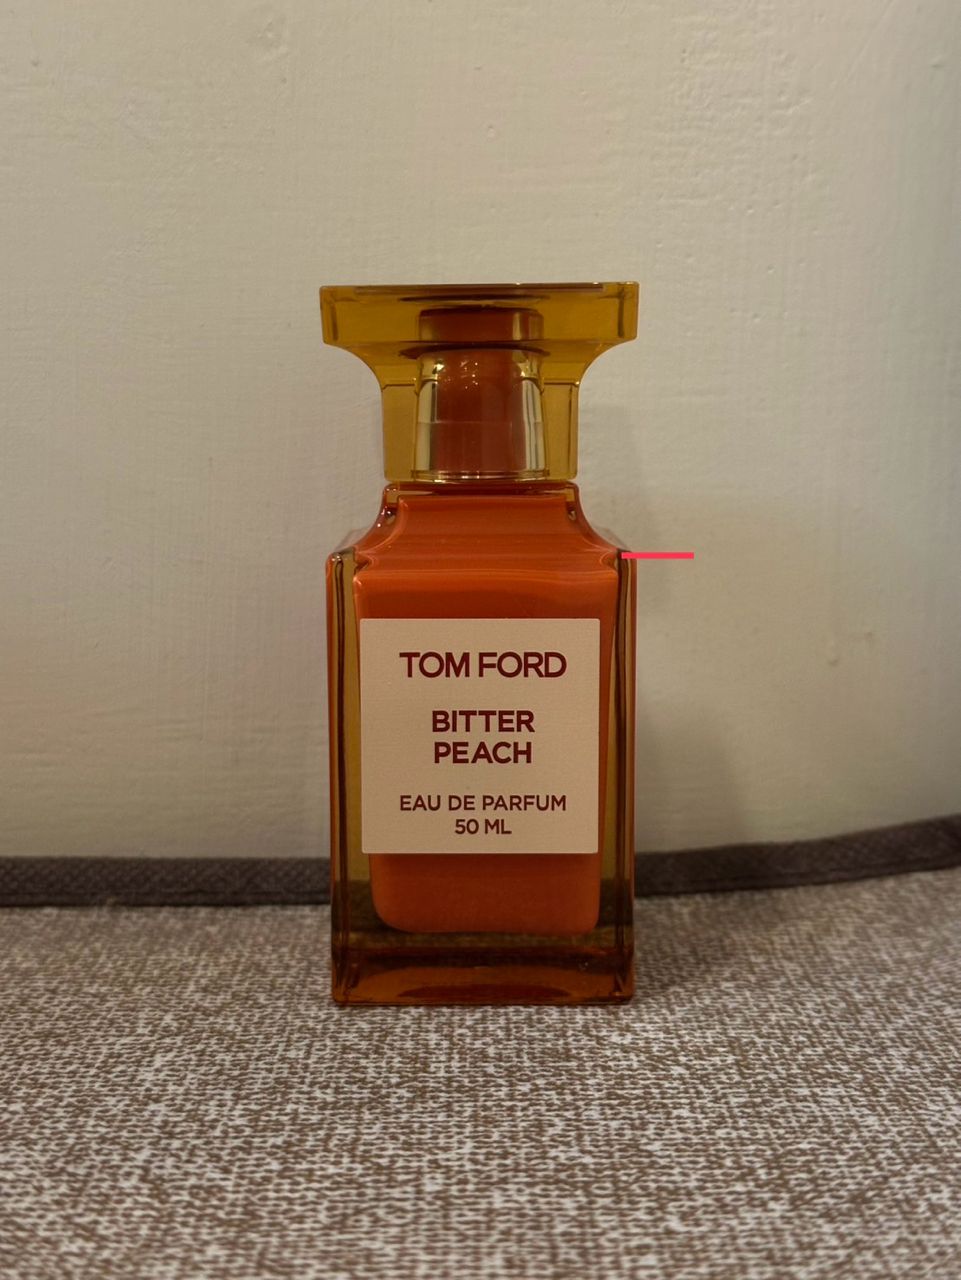 TOM FORD
BITTER
PEACH
EAU DE PARFUM
50 ML